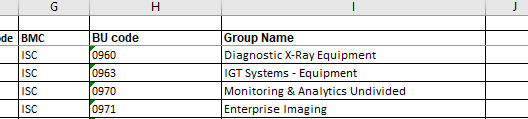 G H I J
de BMC BU code Group Name
ISC 0960 Diagnostic X-Ray Equipment
ISC 0963 IGT Systems - Equipment
ISC 0970 Monitoring & Analytics Undivided
ISC 0971 Enterprise Imaging